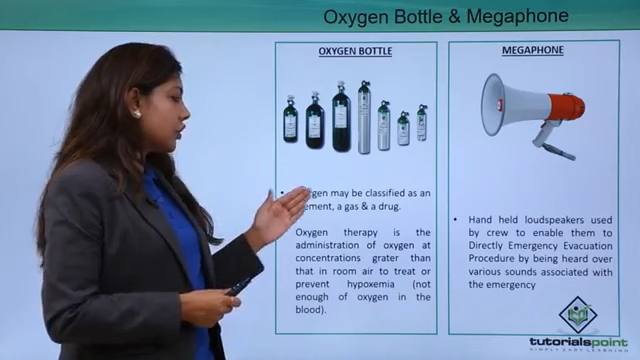 Oxygen Bottle & Megaphone
OXYGEN BOTTLE
gen may be classified as an
ement, a gas & a drug.
Oxygen therapy is the
administration of oxygen at
concentrations grater than
that in room air to treat or
prevent hypoxemia (not
enough of oxygen in the
blood).
MEGAPHONE
• Hand held loudspeakers used
by crew to enable them to
Directly Emergency Evacuation
Procedure by being heard over
various sounds associated with
the emergency
tutorialspoint
SIMPLY EASY LEARNING